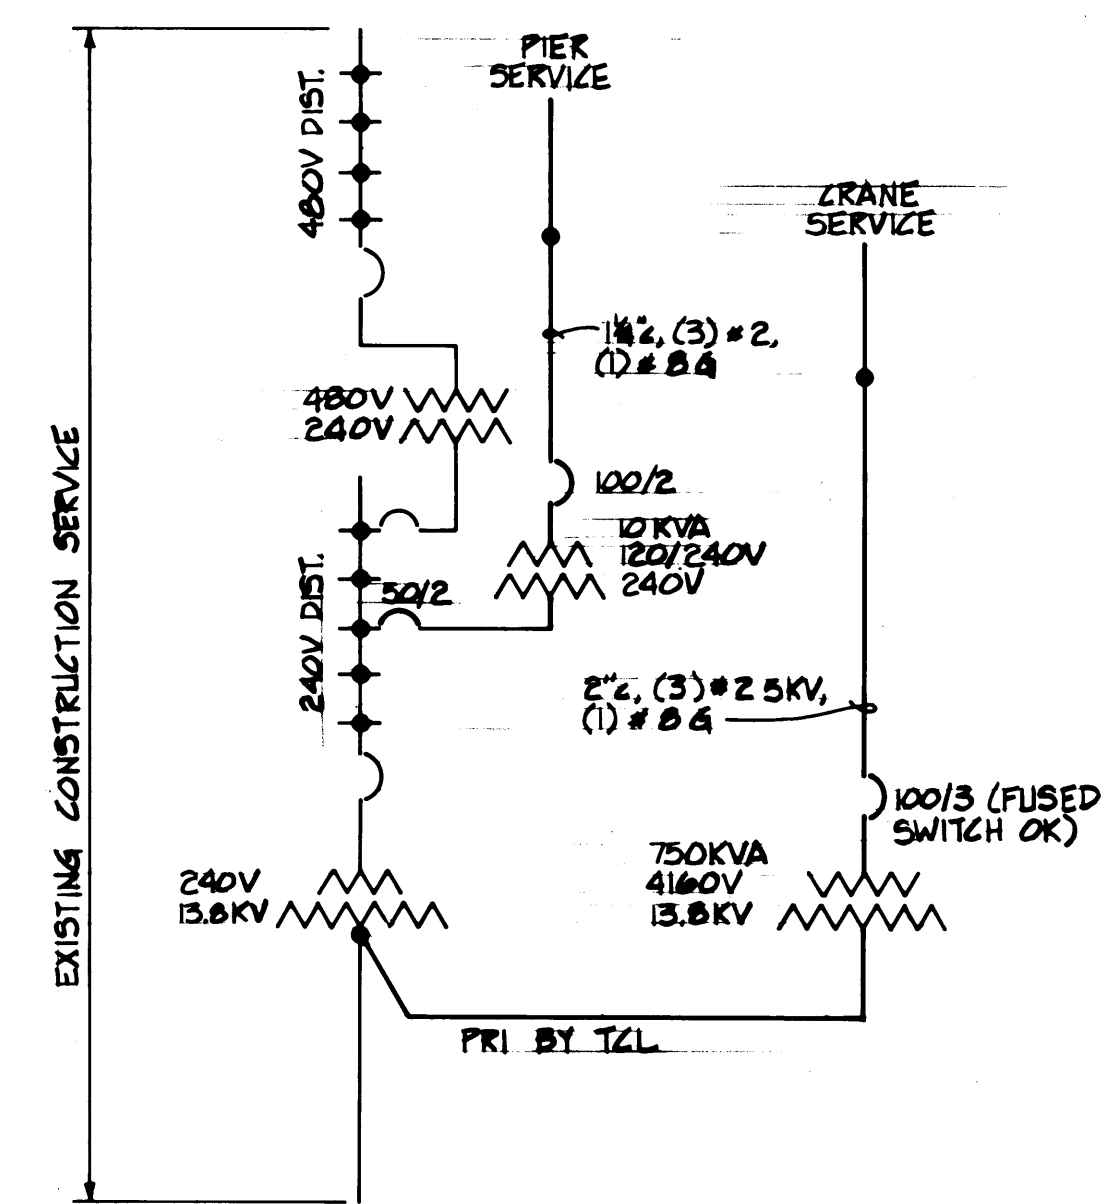 PIER
SERVICE
480V DIST.
CRANE
SERVICE
1¼"C, (3) #2,
(1) #8 G
480V
240V
100/2
10 KVA
120/240V
240V
50/2
240V DIST.
EXISTING CONSTRUCTION SERVICE
2"C, (3) #2 5KV,
(1) #8 G
100/3 (FUSED
SWITCH OK)
750KVA
4160V
13.8KV
240V
13.8KV
PRI BY TCL